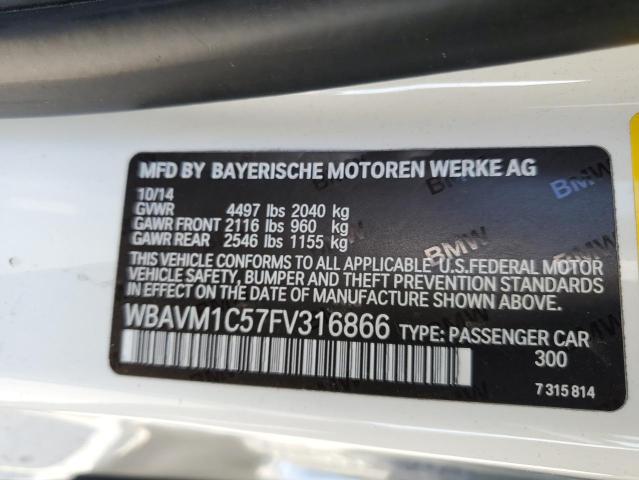 MFD BY BAYERISCHE MOTOREN WERKE AG
10/14
GVWR 4497 lbs 2040 kg
GAWR FRONT 2116 lbs 960 kg
GAWR REAR 2546 lbs 1155 kg
THIS VEHICLE CONFORMS TO ALL APPLICABLE U.S.FEDERAL MOTOR
VEHICLE SAFETY, BUMPER AND THEFT PREVENTION STANDARDS
IN EFFECT ON THE DATE OF MANUFACTURE SHOWN ABOVE.
WBAVM1C57FV316866 TYPE: PASSENGER CAR
300
7 315 814
BMW
BMW
BMW